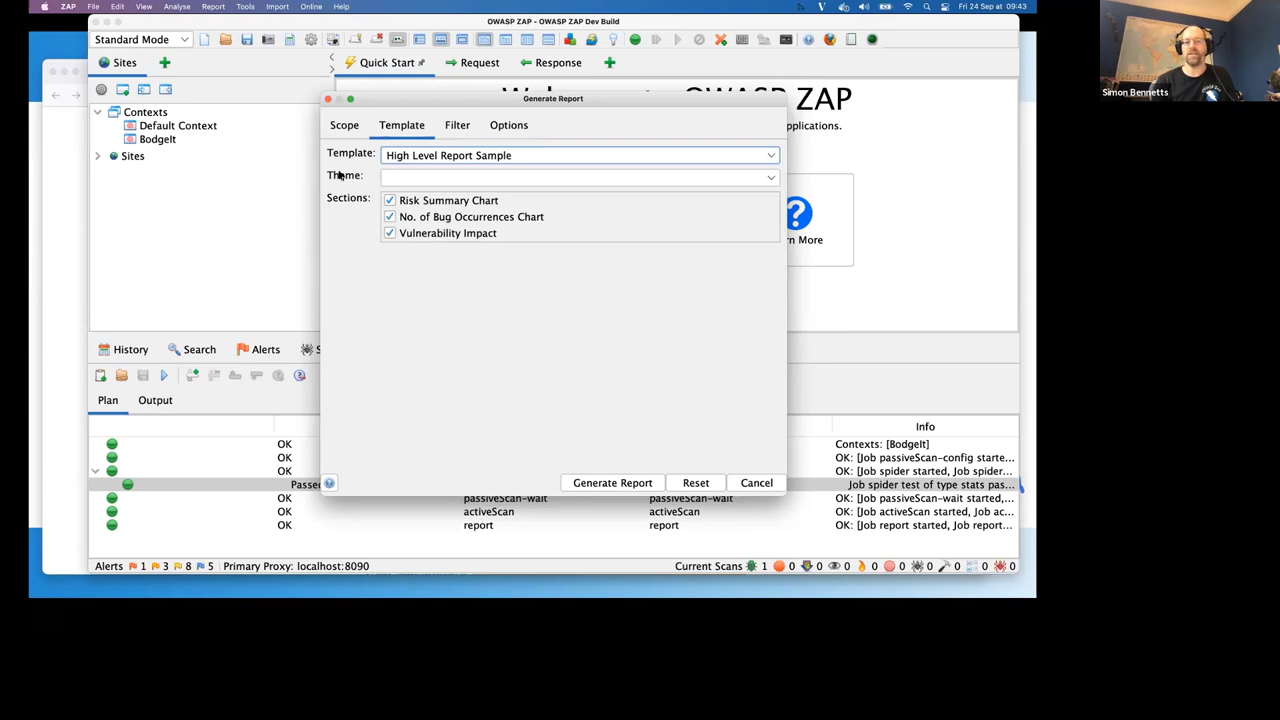 ZAP File Edit View Analyse Report Tools Import Online Help
Fri 24 Sep at 09:43
OWASP ZAP - OWASP ZAP Dev Build
Standard Mode
Sites
Quick Start
Request
Response
Contexts
Default Context
BodgeIt
Sites
OWASP ZAP
applications.
Generate Report
Scope
Template
Filter
Options
Template:
High Level Report Sample
Theme:
Sections:
Risk Summary Chart
No. of Bug Occurrences Chart
Vulnerability Impact
Generate Report
Reset
Cancel
History
Search
Alerts
Plan
Output
Info
OK
Contexts: [BodgeIt]
OK
OK: [Job passiveScan-config starte...
OK
OK: [Job spider started, Job spider...
Job spider test of type stats pas...
OK
passiveScan-wait
passiveScan-wait
OK: [Job passiveScan-wait started,
OK
activeScan
activeScan
OK: [Job activeScan started, Job ac...
OK
report
report
OK: [Job report started, Job report...
Alerts 1 3 8 5 Primary Proxy: localhost:8090
Current Scans 1 0 0 0 0 0 0 0 0 0
Simon Bennetts